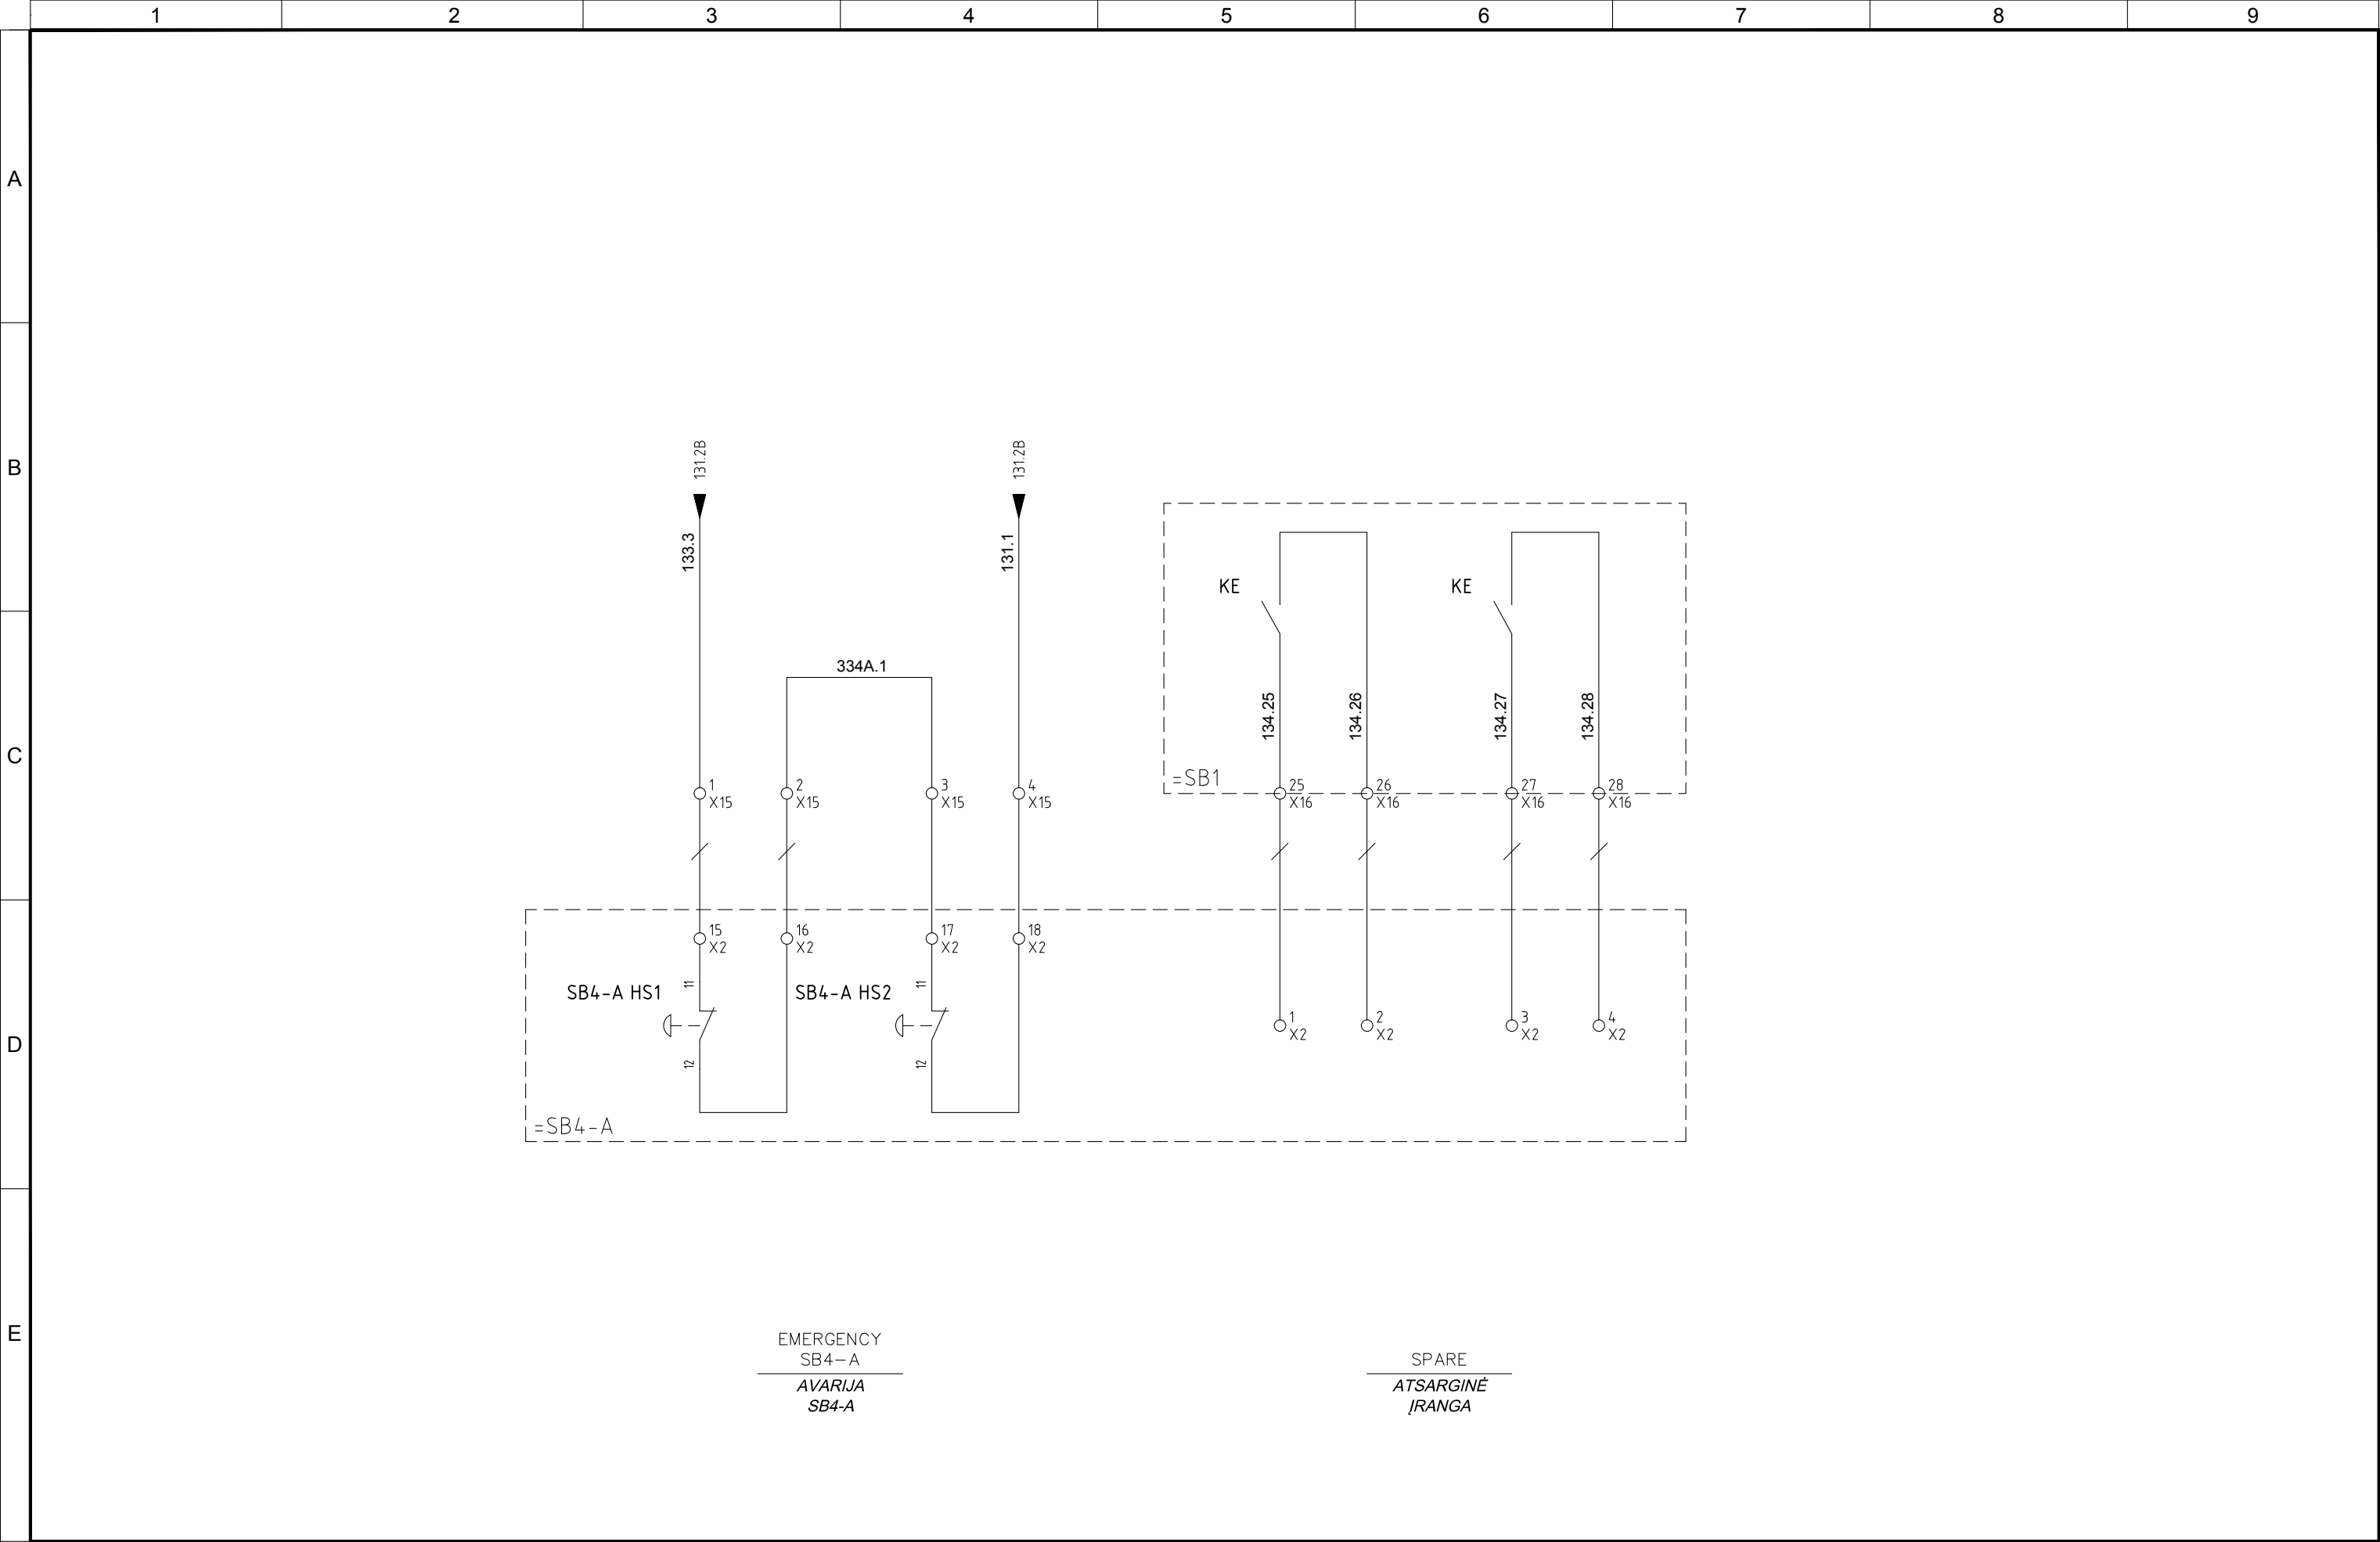 1 2 3 4 5 6 7 8 9
A
B
C
D
E
131.2B
131.2B
133.3
131.1
KE
KE
334A.1
134.25
134.26
134.27
134.28
=SB1
1
X15
2
X15
3
X15
4
X15
25
X16
26
X16
27
X16
28
X16
15
X2
16
X2
17
X2
18
X2
11
11
SB4-A HS1
SB4-A HS2
12
12
1
X2
2
X2
3
X2
4
X2
=SB4-A
EMERGENCY
SB4-A
AVARIJA
SB4-A
SPARE
ATSARGINĖ
ĮRANGA